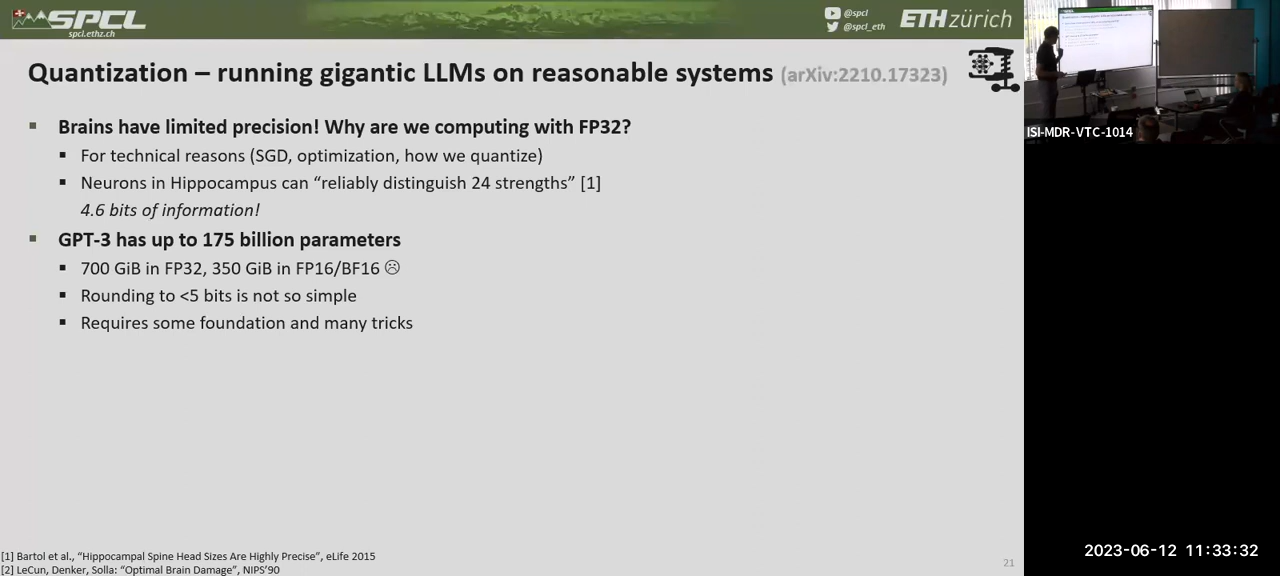 SPCL
spcl.ethz.ch
@spcl
@spcl_eth
ETH zürich
Quantization – running gigantic LLMs on reasonable systems (arXiv:2210.17323)
Brains have limited precision! Why are we computing with FP32?
For technical reasons (SGD, optimization, how we quantize)
Neurons in Hippocampus can “reliably distinguish 24 strengths” [1]
4.6 bits of information!
GPT-3 has up to 175 billion parameters
700 GiB in FP32, 350 GiB in FP16/BF16 ☹
Rounding to <5 bits is not so simple
Requires some foundation and many tricks
[1] Bartol et al., “Hippocampal Spine Head Sizes Are Highly Precise”, eLife 2015
[2] LeCun, Denker, Solla: “Optimal Brain Damage”, NIPS’90
21
ISI-MDR-VTC-1014
2023-06-12 11:33:32